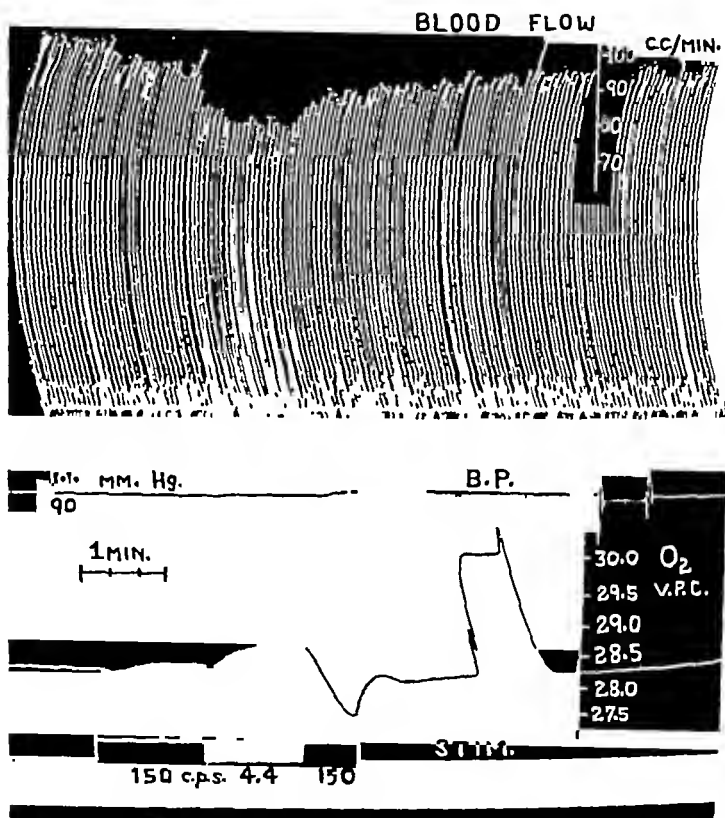 BLOOD FLOW
CC/MIN.
100
90
80
70
MM. Hg.
B.P.
90
1 MIN.
30.0 O2
29.5 V.P.C.
29.0
28.5
28.0
27.5
STIM.
150 c.p.s. 4.4 150